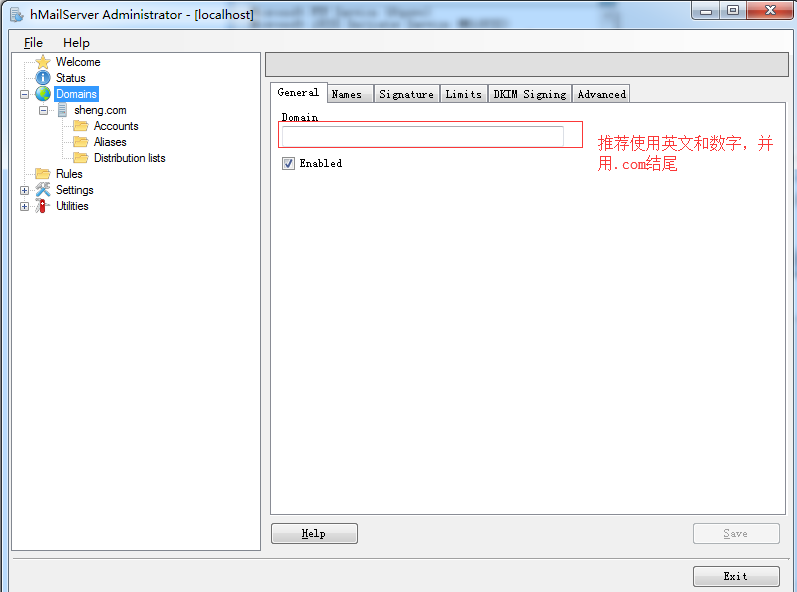 hMailServer Administrator - [localhost]
File Help
Welcome
Status
Domains
sheng.com
Accounts
Aliases
Distribution lists
Rules
Settings
Utilities
General Names Signature Limits DKIM Signing Advanced
Domain
Enabled
推荐使用英文和数字，并
用.com结尾
Help
Save
Exit